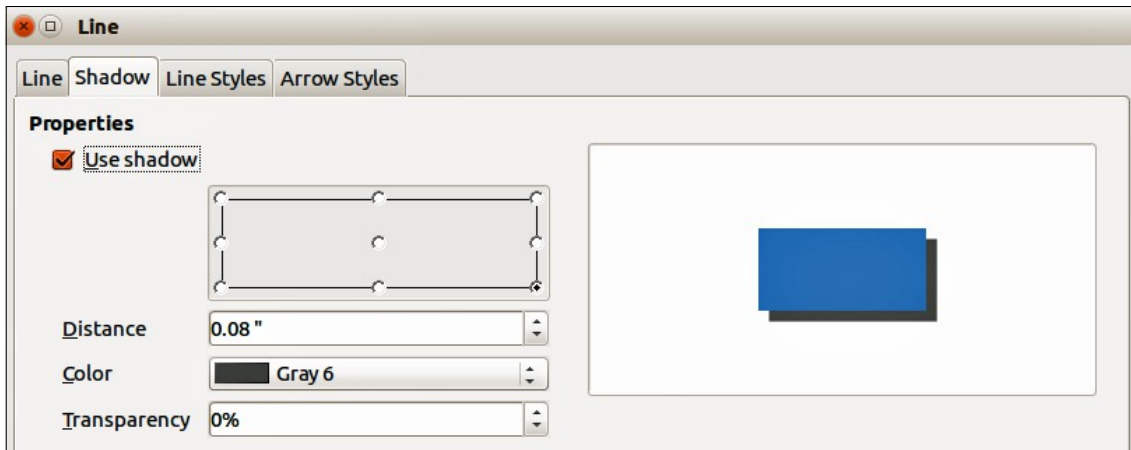 Line
Line Shadow Line Styles Arrow Styles
Properties
Use shadow
Distance 0.08 "
Color Gray 6
Transparency 0%